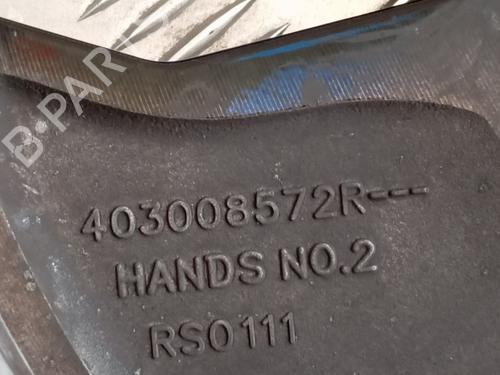 B-PARTS
403008572R---
HANDS NO.2
RS0111